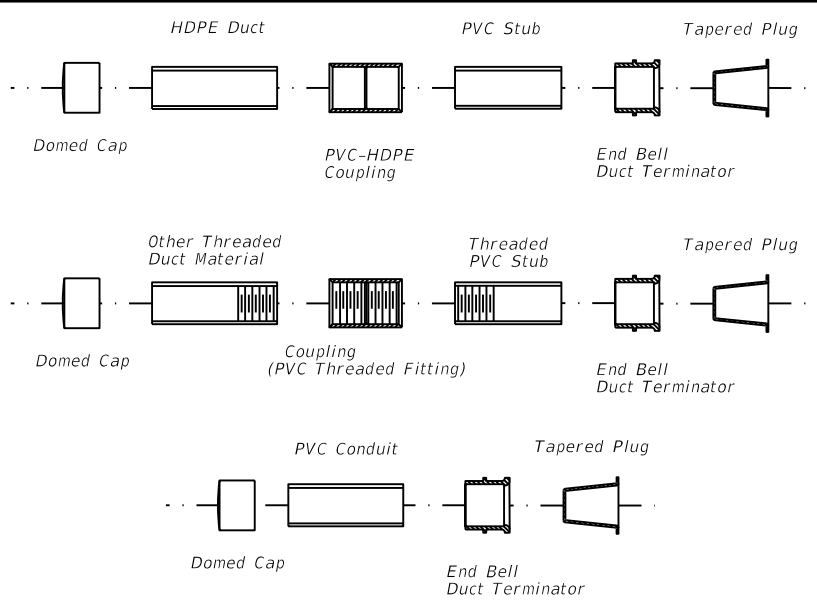 HDPE Duct
PVC Stub
Tapered Plug
Domed Cap
PVC-HDPE
Coupling
End Bell
Duct Terminator
Other Threaded
Duct Material
Threaded
PVC Stub
Tapered Plug
Domed Cap
Coupling
(PVC Threaded Fitting)
End Bell
Duct Terminator
PVC Conduit
Tapered Plug
Domed Cap
End Bell
Duct Terminator